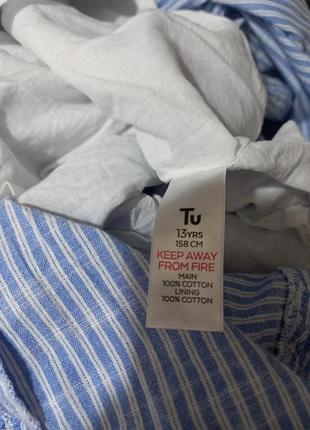 Tu
13YRS
158 CM
KEEP AWAY
FROM FIRE
MAIN
100% COTTON
LINING
100% COTTON